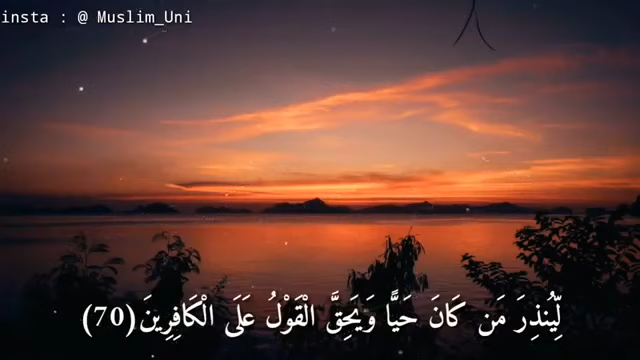 insta : @ Muslim_Uni
لِّيُنذِرَ مَن كَانَ حَيًّا وَيَحِقَّ الْقَوْلُ عَلَى الْكَافِرِينَ (70)